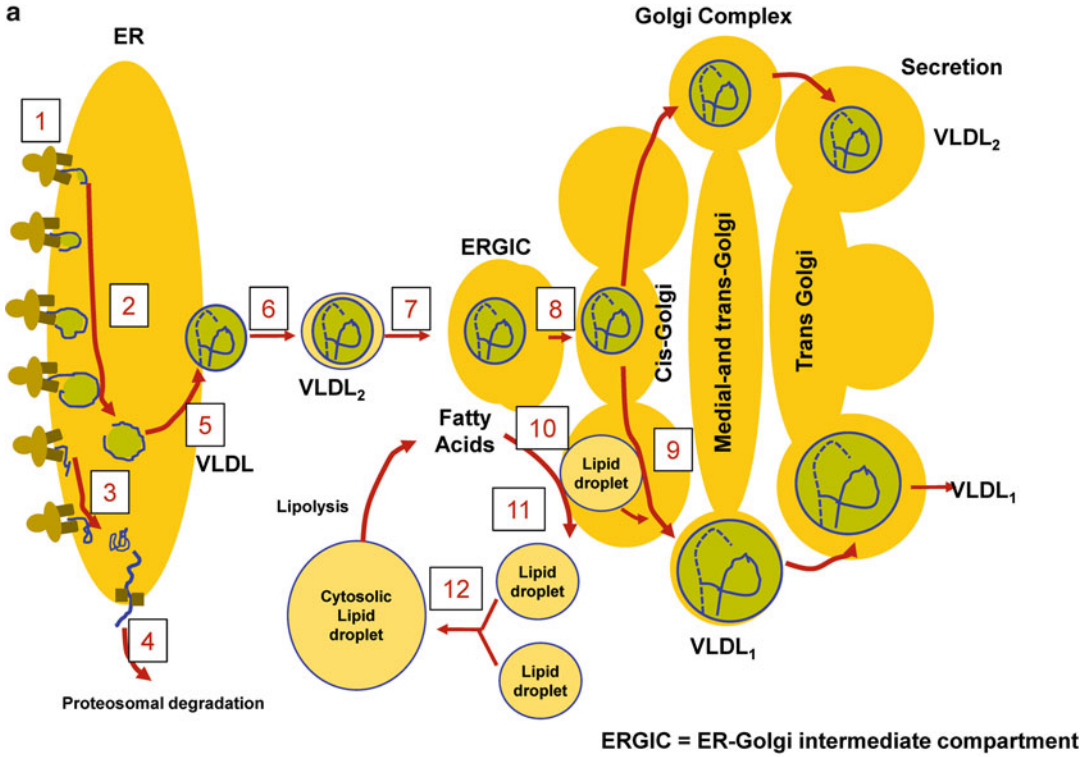 a
ER
Golgi Complex
Secretion
VLDL₂
1
2
3
4
5
6
7
8
9
10
11
12
VLDL
VLDL₂
ERGIC
Cis-Golgi
Medial-and trans-Golgi
Trans Golgi
Fatty
Acids
Lipolysis
Lipid
droplet
Cytosolic
Lipid
droplet
Lipid
droplet
Lipid
droplet
VLDL₁
VLDL₁
Proteosomal degradation
ERGIC = ER-Golgi intermediate compartment